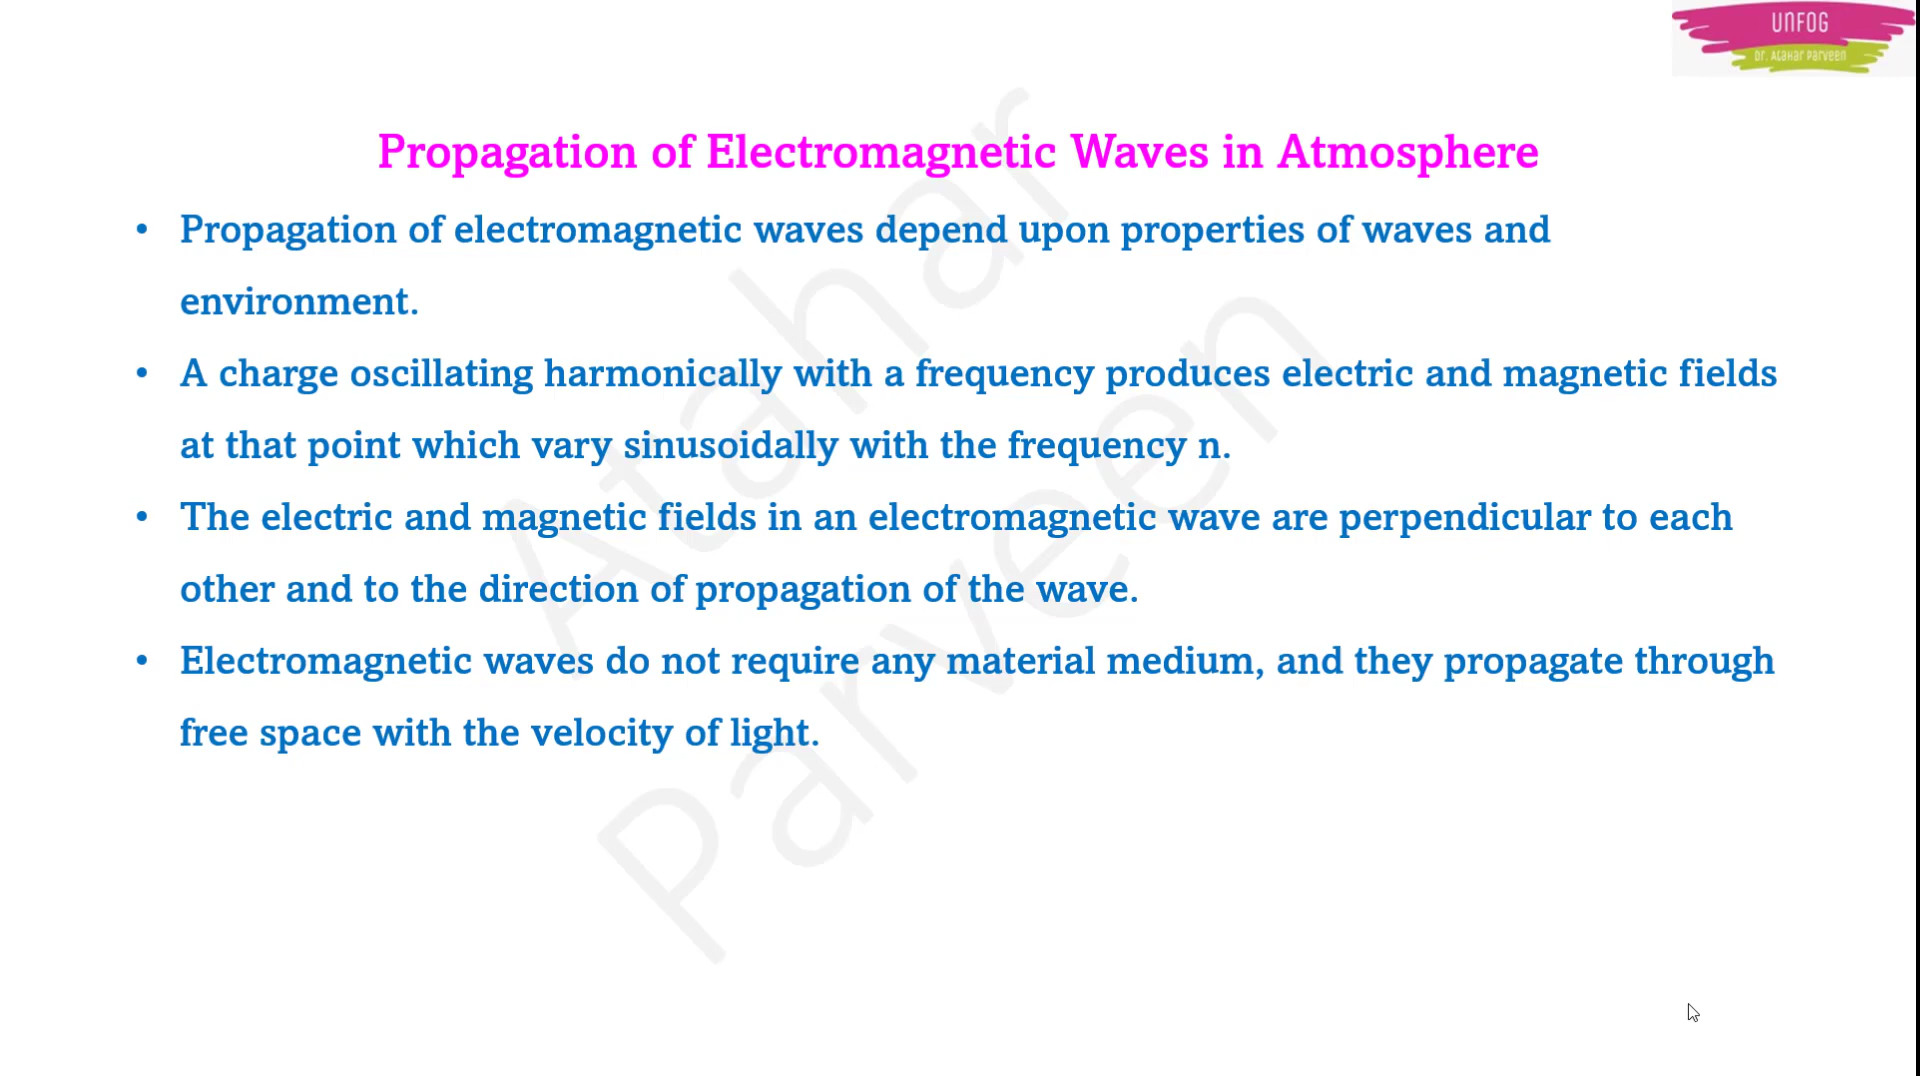 UNFOG
Dr. Atahar Parveen
Propagation of Electromagnetic Waves in Atmosphere
• Propagation of electromagnetic waves depend upon properties of waves and
environment.
• A charge oscillating harmonically with a frequency produces electric and magnetic fields
at that point which vary sinusoidally with the frequency n.
• The electric and magnetic fields in an electromagnetic wave are perpendicular to each
other and to the direction of propagation of the wave.
• Electromagnetic waves do not require any material medium, and they propagate through
free space with the velocity of light.
Atahar
Parveen